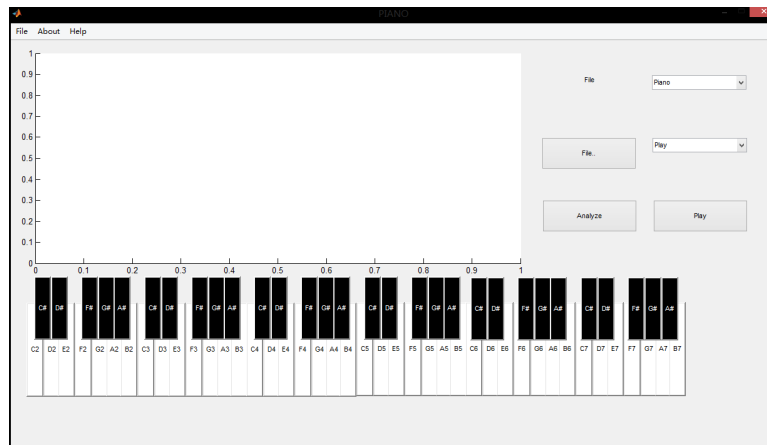 PIANO
File About Help
1
0.9
0.8
0.7
0.6
0.5
0.4
0.3
0.2
0.1
0
0 0.1 0.2 0.3 0.4 0.5 0.6 0.7 0.8 0.9 1
File Piano
File.. Play
Analyze Play
C# D# F# G# A# C# D# F# G# A# C# D# F# G# A# C# D# F# G# A# C# D# F# G# A# C# D# F# G# A#
C2 D2 E2 F2 G2 A2 B2 C3 D3 E3 F3 G3 A3 B3 C4 D4 E4 F4 G4 A4 B4 C5 D5 E5 F5 G5 A5 B5 C6 D6 E6 F6 G6 A6 B6 C7 D7 E7 F7 G7 A7 B7